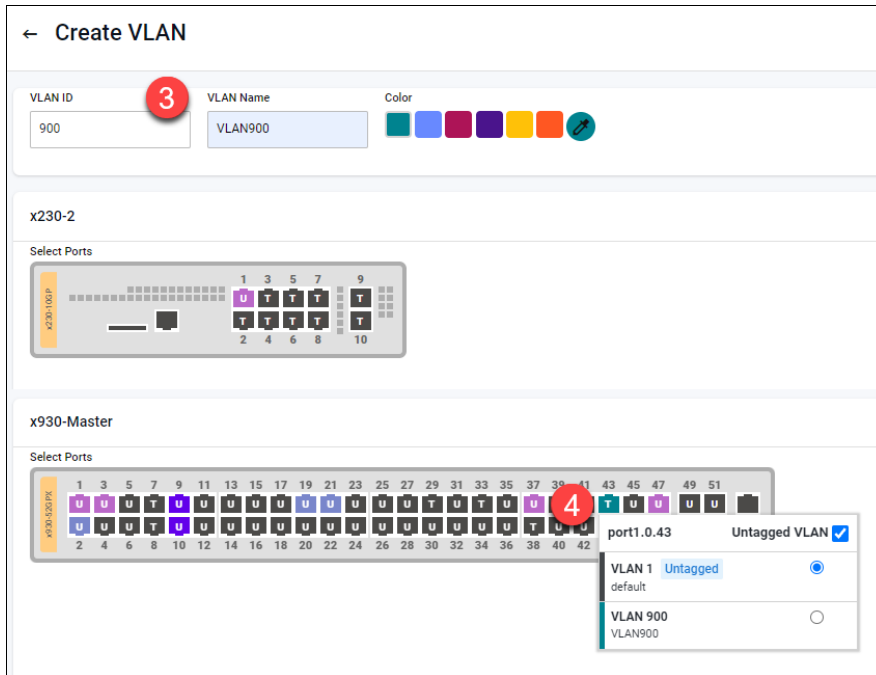 ← Create VLAN
VLAN ID
3
VLAN Name
Color
900
VLAN900
x230-2
Select Ports
x230-10GP
1 3 5 7 9
U T T T T
T T T T T
2 4 6 8 10
x930-Master
Select Ports
x930-52GPX
1 3 5 7 9 11 13 15 17 19 21 23 25 27 29 31 33 35 37 39 41 43 45 47 49 51
U U U T U U U U U U U U U U T U T U U T U U U U
U U U T U U U U U U U U U U U U U U T U U
2 4 6 8 10 12 14 16 18 20 22 24 26 28 30 32 34 36 38 40 42
4
port1.0.43 Untagged VLAN
VLAN 1 Untagged
default
VLAN 900
VLAN900